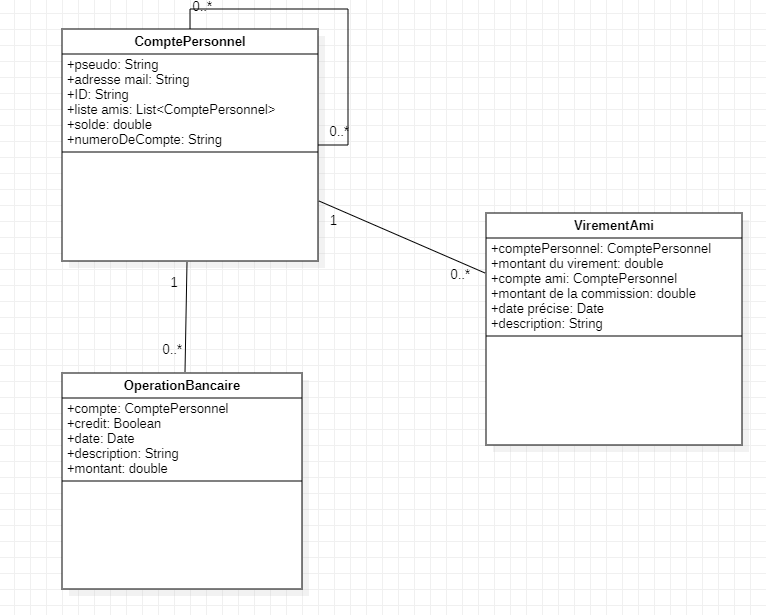 0..*
ComptePersonnel
+pseudo: String
+adresse mail: String
+ID: String
+liste amis: List<ComptePersonnel>
+solde: double
+numeroDeCompte: String
0..*
1
VirementAmi
+comptePersonnel: ComptePersonnel
+montant du virement: double
+compte ami: ComptePersonnel
+montant de la commission: double
+date précise: Date
+description: String
0..*
1
0..*
OperationBancaire
+compte: ComptePersonnel
+credit: Boolean
+date: Date
+description: String
+montant: double